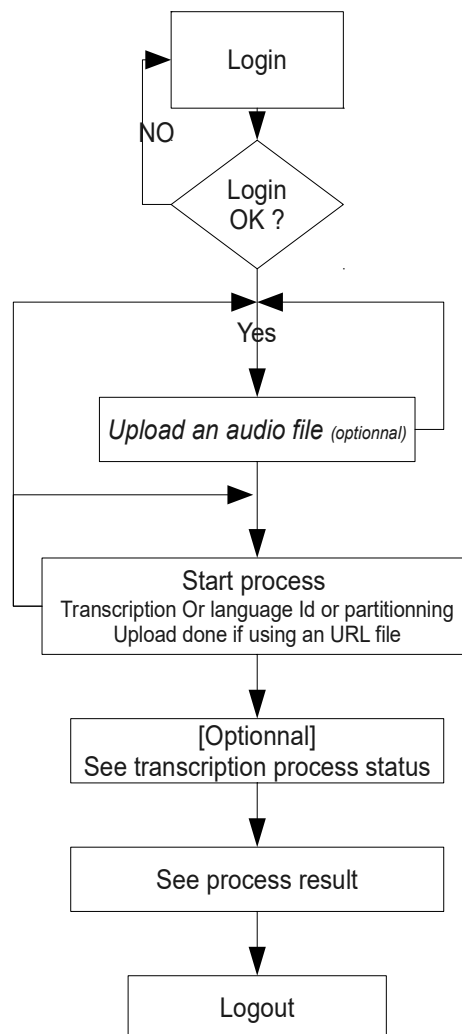 Login
NO
Login
OK ?
Yes
Upload an audio file (optionnal)
Start process
Transcription Or language Id or partitionning
Upload done if using an URL file
[Optionnal]
See transcription process status
See process result
Logout